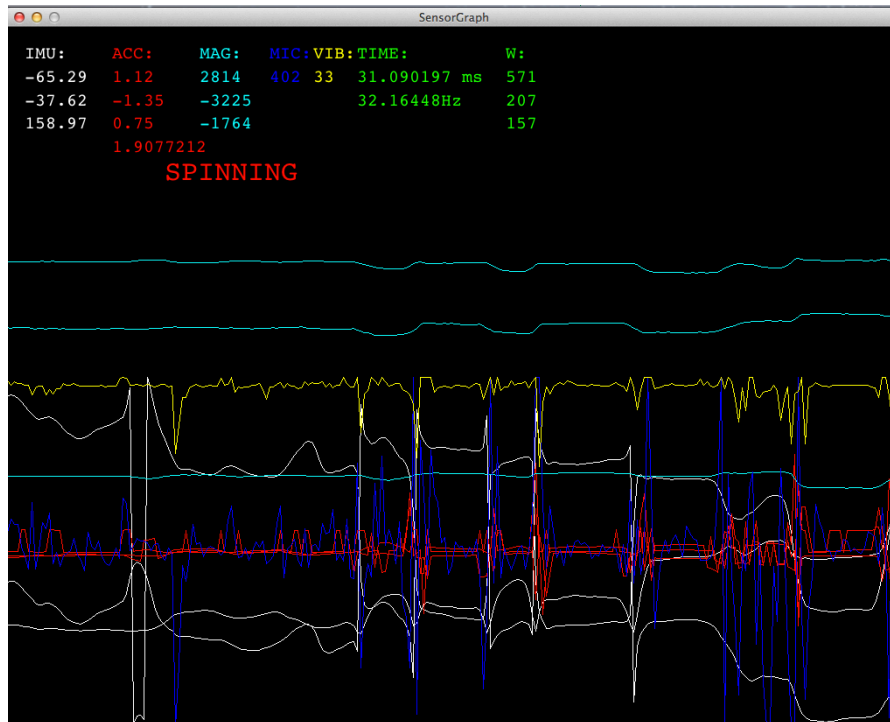 SensorGraph
IMU: ACC: MAG: MIC: VIB: TIME: W:
-65.29 1.12 2814 402 33 31.090197 ms 571
-37.62 -1.35 -3225 32.16448Hz 207
158.97 0.75 -1764 157
1.9077212
SPINNING